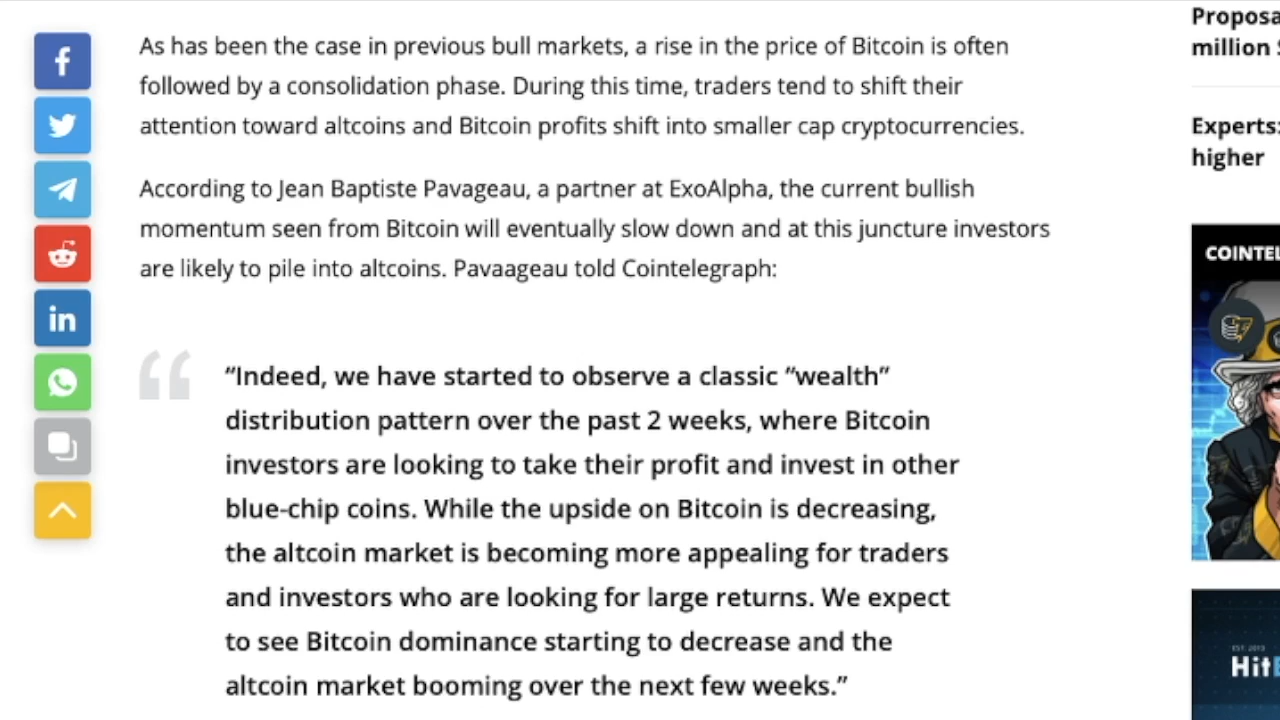 As has been the case in previous bull markets, a rise in the price of Bitcoin is often
followed by a consolidation phase. During this time, traders tend to shift their
attention toward altcoins and Bitcoin profits shift into smaller cap cryptocurrencies.
According to Jean Baptiste Pavageau, a partner at ExoAlpha, the current bullish
momentum seen from Bitcoin will eventually slow down and at this juncture investors
are likely to pile into altcoins. Pavaageau told Cointelegraph:
“Indeed, we have started to observe a classic “wealth”
distribution pattern over the past 2 weeks, where Bitcoin
investors are looking to take their profit and invest in other
blue-chip coins. While the upside on Bitcoin is decreasing,
the altcoin market is becoming more appealing for traders
and investors who are looking for large returns. We expect
to see Bitcoin dominance starting to decrease and the
altcoin market booming over the next few weeks.”
Proposa
million $
Experts:
higher
COINTEL
EST. 2013
HitB